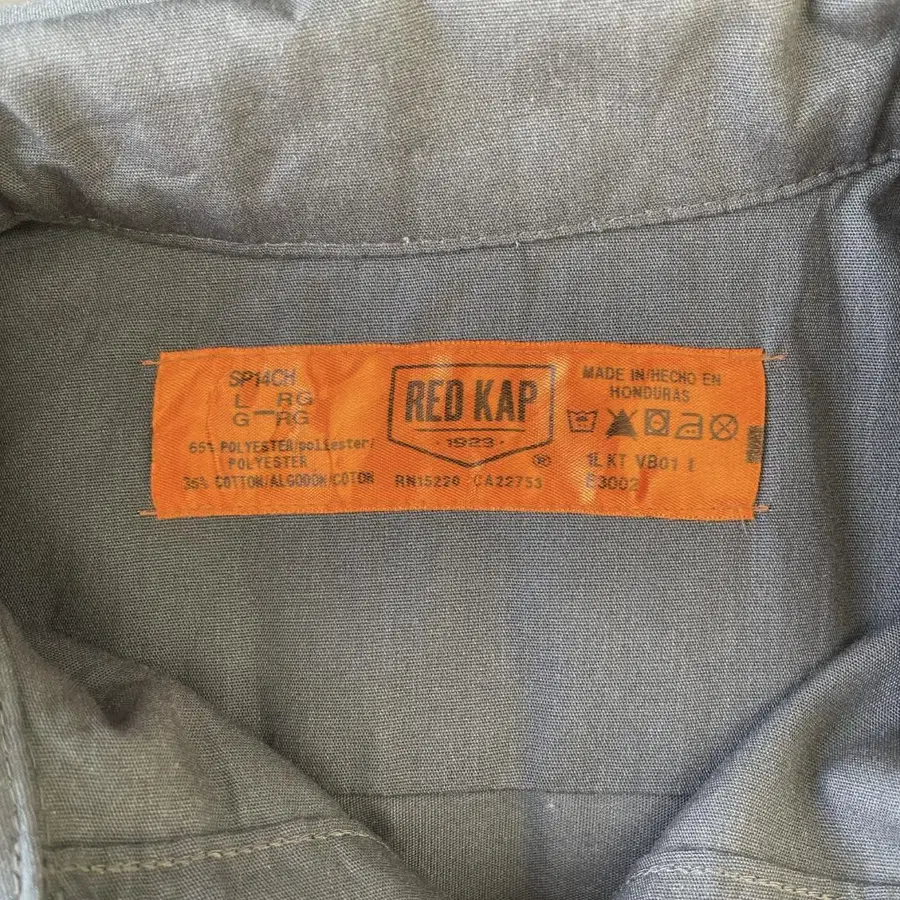 SP14CH
L RG
G RG
65% POLYESTER/poliester/
POLYESTER
35% COTTON/ALGODON/COTON
RED KAP
1923
®
RN15220 CA22753
MADE IN/HECHO EN
HONDURAS
1L KT VB01
E3002